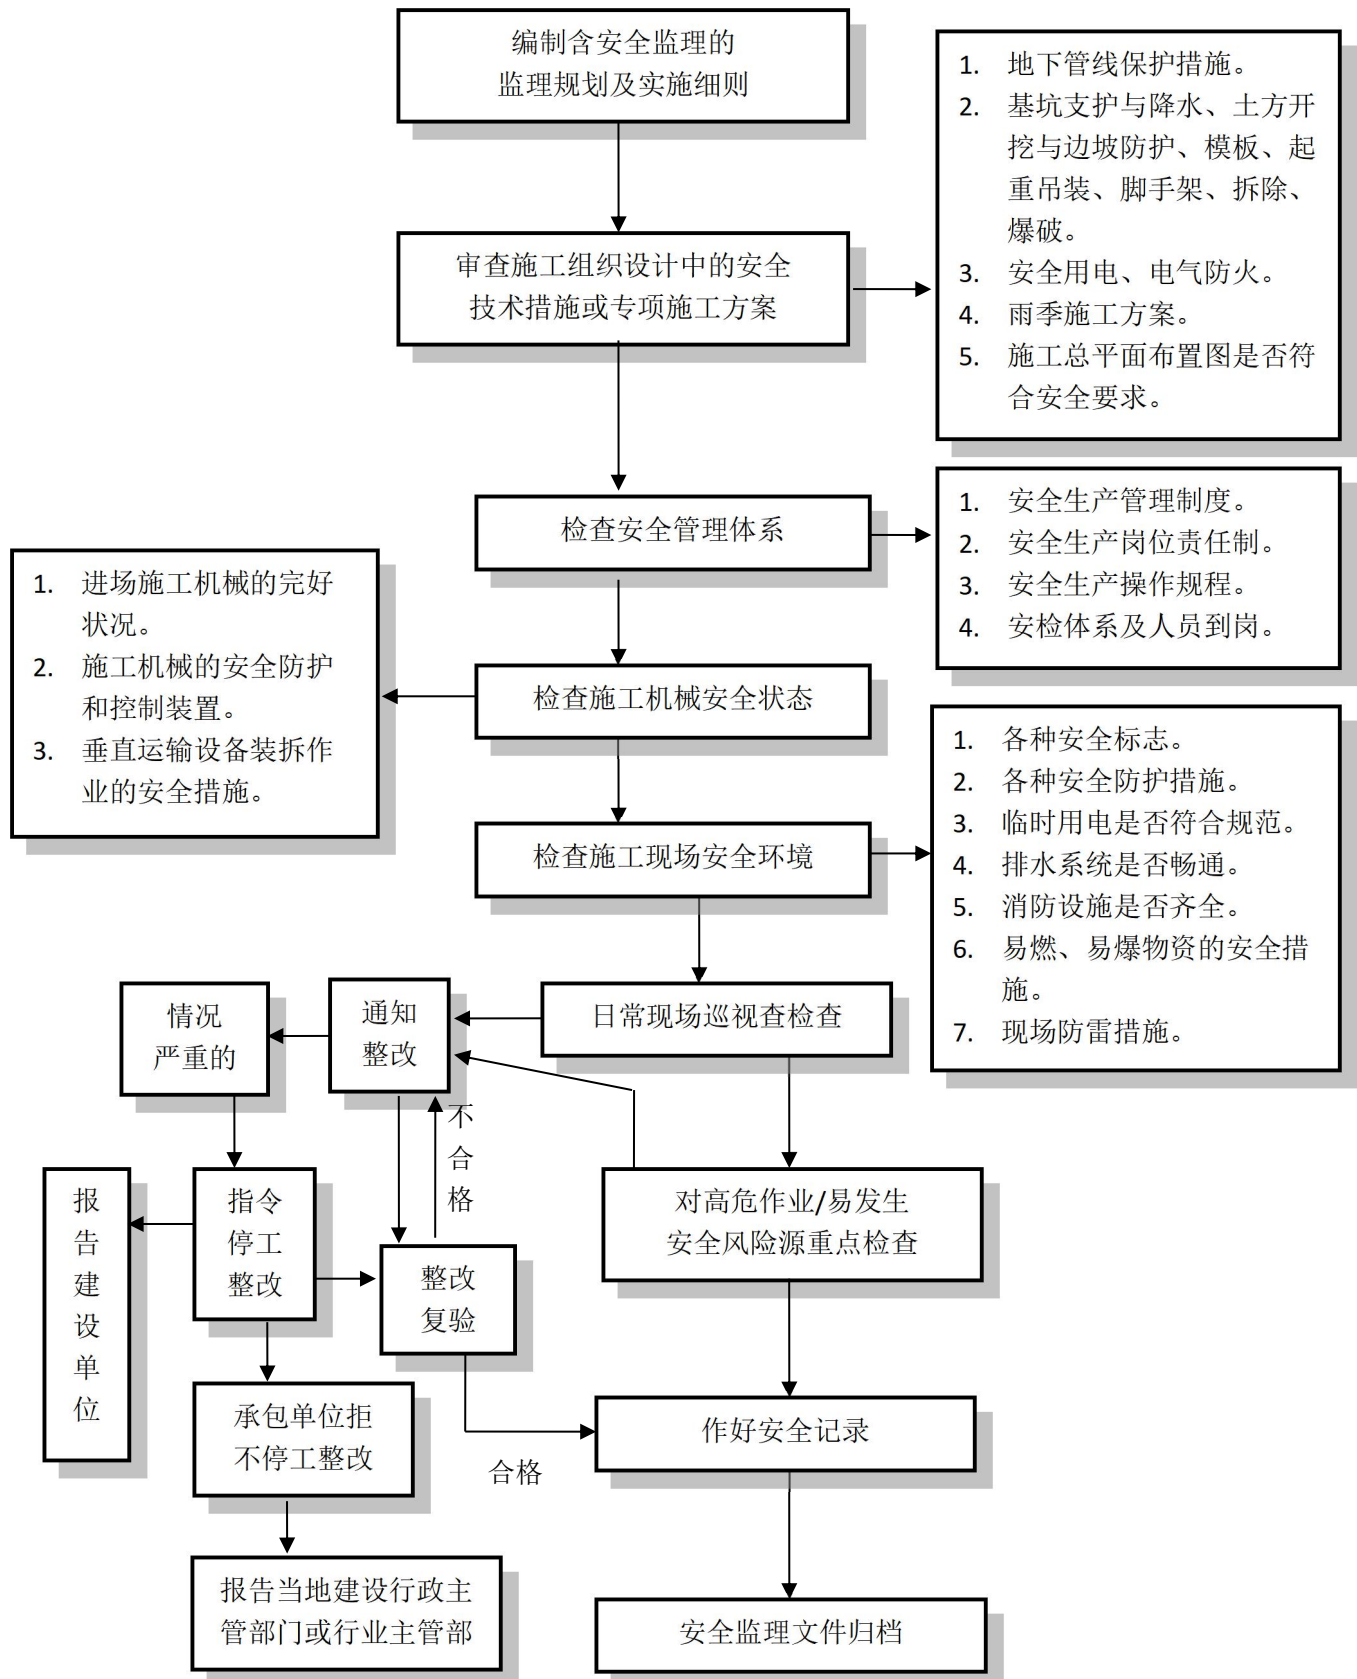 编制含安全监理的
监理规划及实施细则
1. 地下管线保护措施。
2. 基坑支护与降水、土方开
挖与边坡防护、模板、起
重吊装、脚手架、拆除、
爆破。
3. 安全用电、电气防火。
4. 雨季施工方案。
5. 施工总平面布置图是否符
合安全要求。
审查施工组织设计中的安全
技术措施或专项施工方案
检查安全管理体系
1. 安全生产管理制度。
2. 安全生产岗位责任制。
3. 安全生产操作规程。
4. 安检体系及人员到岗。
1. 进场施工机械的完好
状况。
2. 施工机械的安全防护
和控制装置。
3. 垂直运输设备装拆作
业的安全措施。
检查施工机械安全状态
检查施工现场安全环境
1. 各种安全标志。
2. 各种安全防护措施。
3. 临时用电是否符合规范。
4. 排水系统是否畅通。
5. 消防设施是否齐全。
6. 易燃、易爆物资的安全措
施。
7. 现场防雷措施。
日常现场巡视查检查
通知
整改
情况
严重的
不
合
格
对高危作业/易发生
安全风险源重点检查
报
告
建
设
单
位
指令
停工
整改
整改
复验
承包单位拒
不停工整改
合格
作好安全记录
报告当地建设行政主
管部门或行业主管部
安全监理文件归档